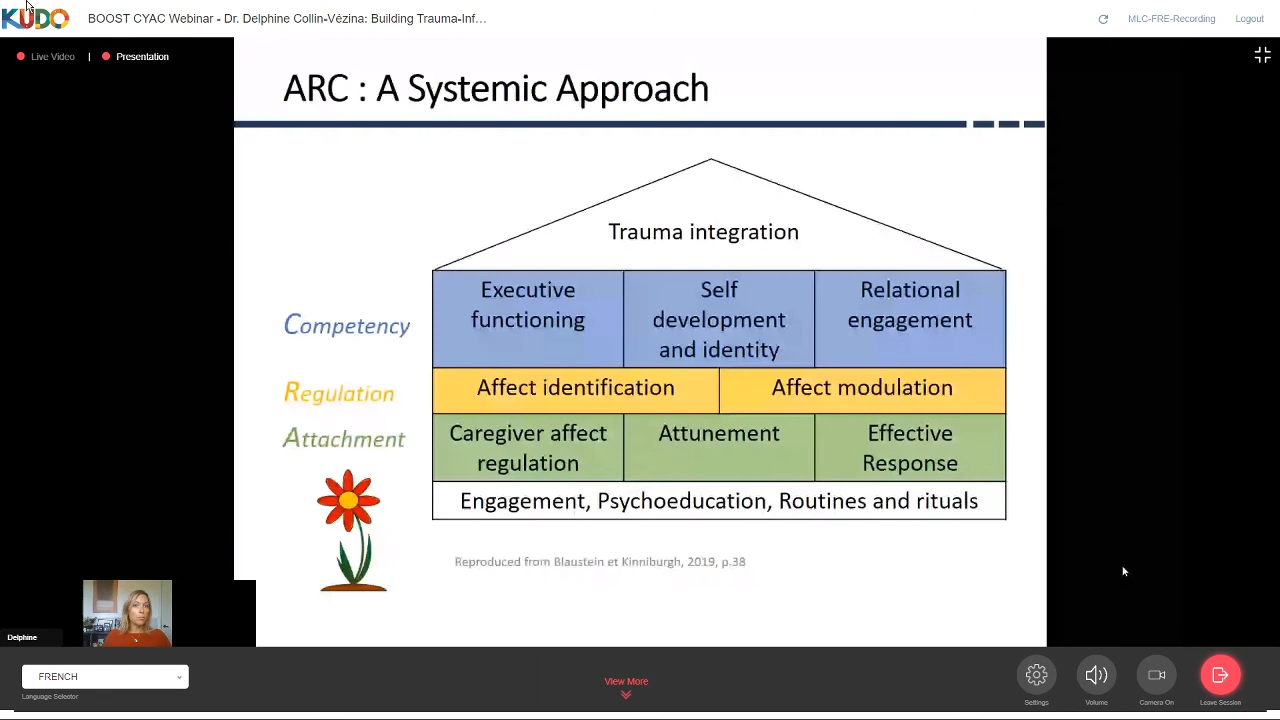 KUDO
BOOST CYAC Webinar - Dr. Delphine Collin-Vézina: Building Trauma-Inf...
MLC-FRE-Recording
Logout
Live Video | Presentation
ARC : A Systemic Approach
Trauma integration
Competency
Executive
functioning
Self
development
and identity
Relational
engagement
Regulation
Affect identification
Affect modulation
Attachment
Caregiver affect
regulation
Attunement
Effective
Response
Engagement, Psychoeducation, Routines and rituals
Reproduced from Blaustein et Kinniburgh, 2019, p.38
Delphine
FRENCH
Language Selector
View More
Settings
Volume
Camera On
Leave Session